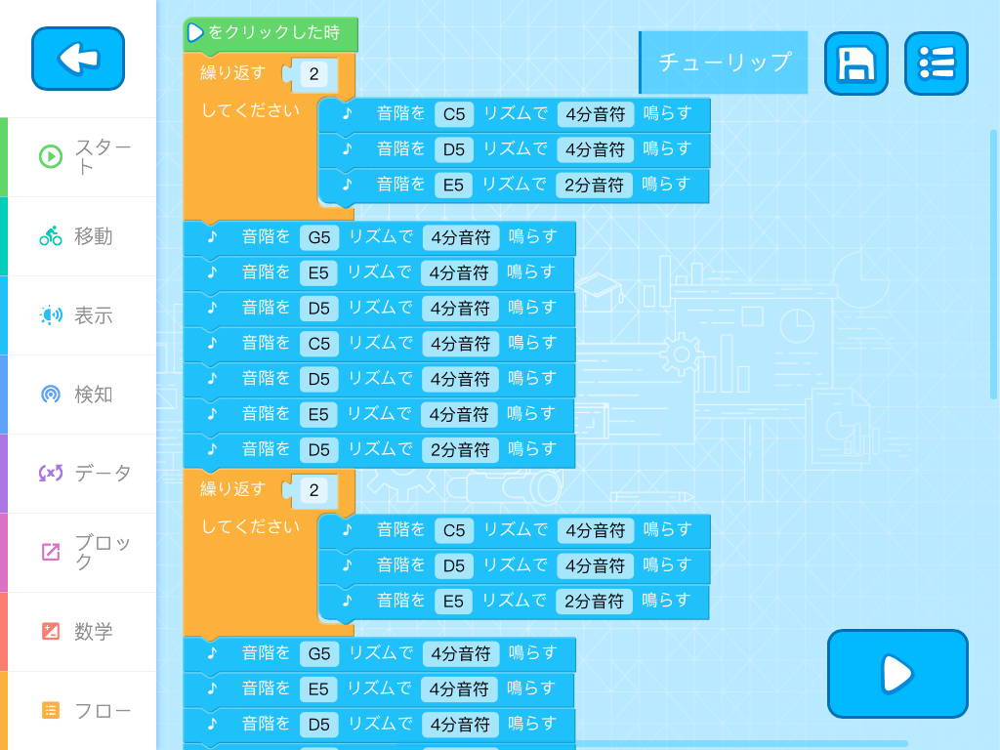 チューリップ
スター
ト
移動
表示
検知
データ
ブロッ
ク
数学
フロー
をクリックした時
繰り返す 2
してください
音階を C5 リズムで 4分音符 鳴らす
音階を D5 リズムで 4分音符 鳴らす
音階を E5 リズムで 2分音符 鳴らす
音階を G5 リズムで 4分音符 鳴らす
音階を E5 リズムで 4分音符 鳴らす
音階を D5 リズムで 4分音符 鳴らす
音階を C5 リズムで 4分音符 鳴らす
音階を D5 リズムで 4分音符 鳴らす
音階を E5 リズムで 4分音符 鳴らす
音階を D5 リズムで 2分音符 鳴らす
繰り返す 2
してください
音階を C5 リズムで 4分音符 鳴らす
音階を D5 リズムで 4分音符 鳴らす
音階を E5 リズムで 2分音符 鳴らす
音階を G5 リズムで 4分音符 鳴らす
音階を E5 リズムで 4分音符 鳴らす
音階を D5 リズムで 4分音符 鳴らす